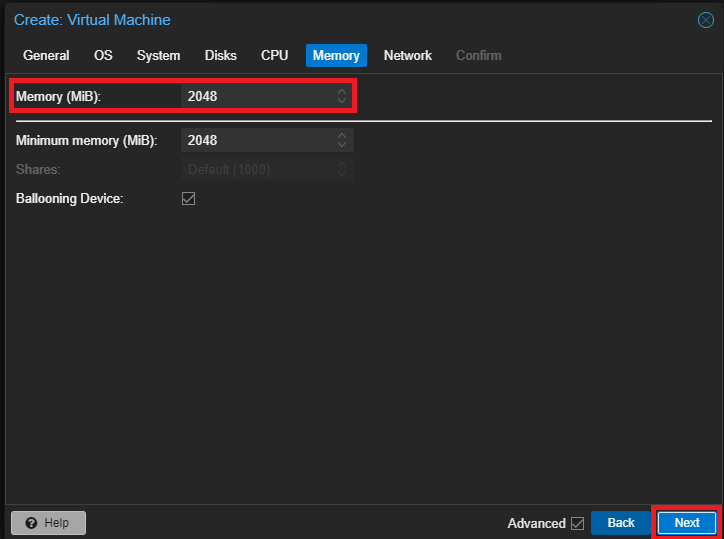 Create: Virtual Machine
General OS System Disks CPU Memory Network Confirm
Memory (MiB): 2048
Minimum memory (MiB): 2048
Shares: Default (1000)
Ballooning Device:
Help Advanced Back Next